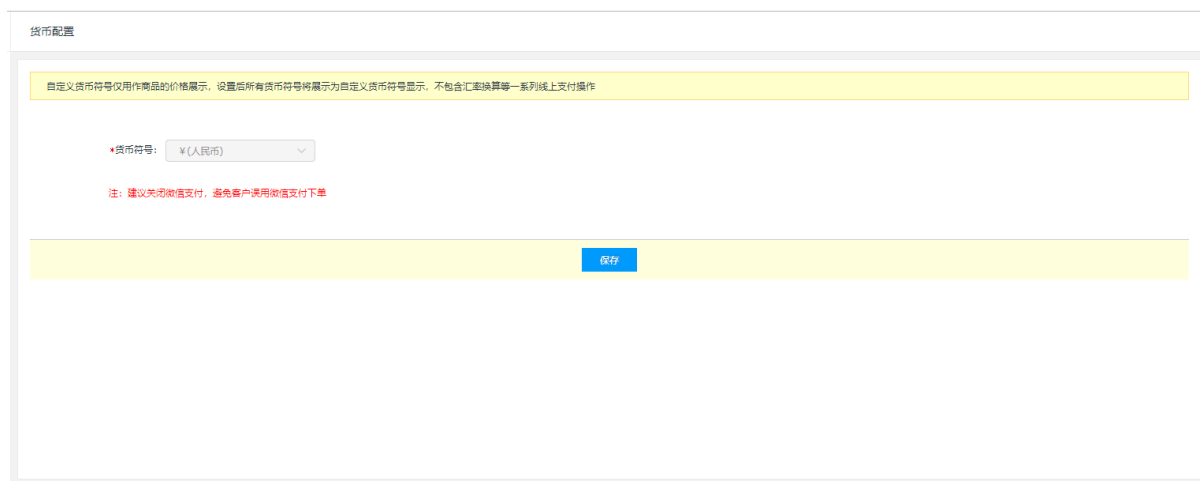 货币配置
自定义货币符号仅用作商品的价格展示，设置后所有货币符号将展示为自定义货币符号显示，不包含汇率换算等一系列线上支付操作
*货币符号： ¥(人民币)
注：建议关闭微信支付，避免客户误用微信支付下单
保存